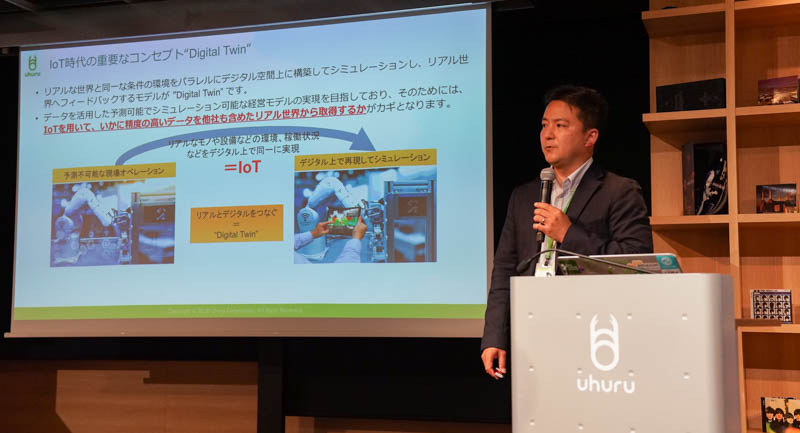 uhuru
IoT時代の重要なコンセプト“Digital Twin”
• リアルな世界と同一な条件の環境をパラレルにデジタル空間上に構築してシミュレーションし、リアル世
界へフィードバックするモデルが “Digital Twin” です。
• データを活用した予測可能でシミュレーション可能な経営モデルの実現を目指しており、そのためには、
IoTを用いて、いかに精度の高いデータを他社も含めたリアル世界から取得するかがカギとなります。
リアルなモノや設備などの環境、稼働状況
などをデジタル上で同一に実現
＝IoT
予測不可能な現場オペレーション
デジタル上で再現してシミュレーション
リアルとデジタルをつなぐ
＝
“Digital Twin”
uhuru